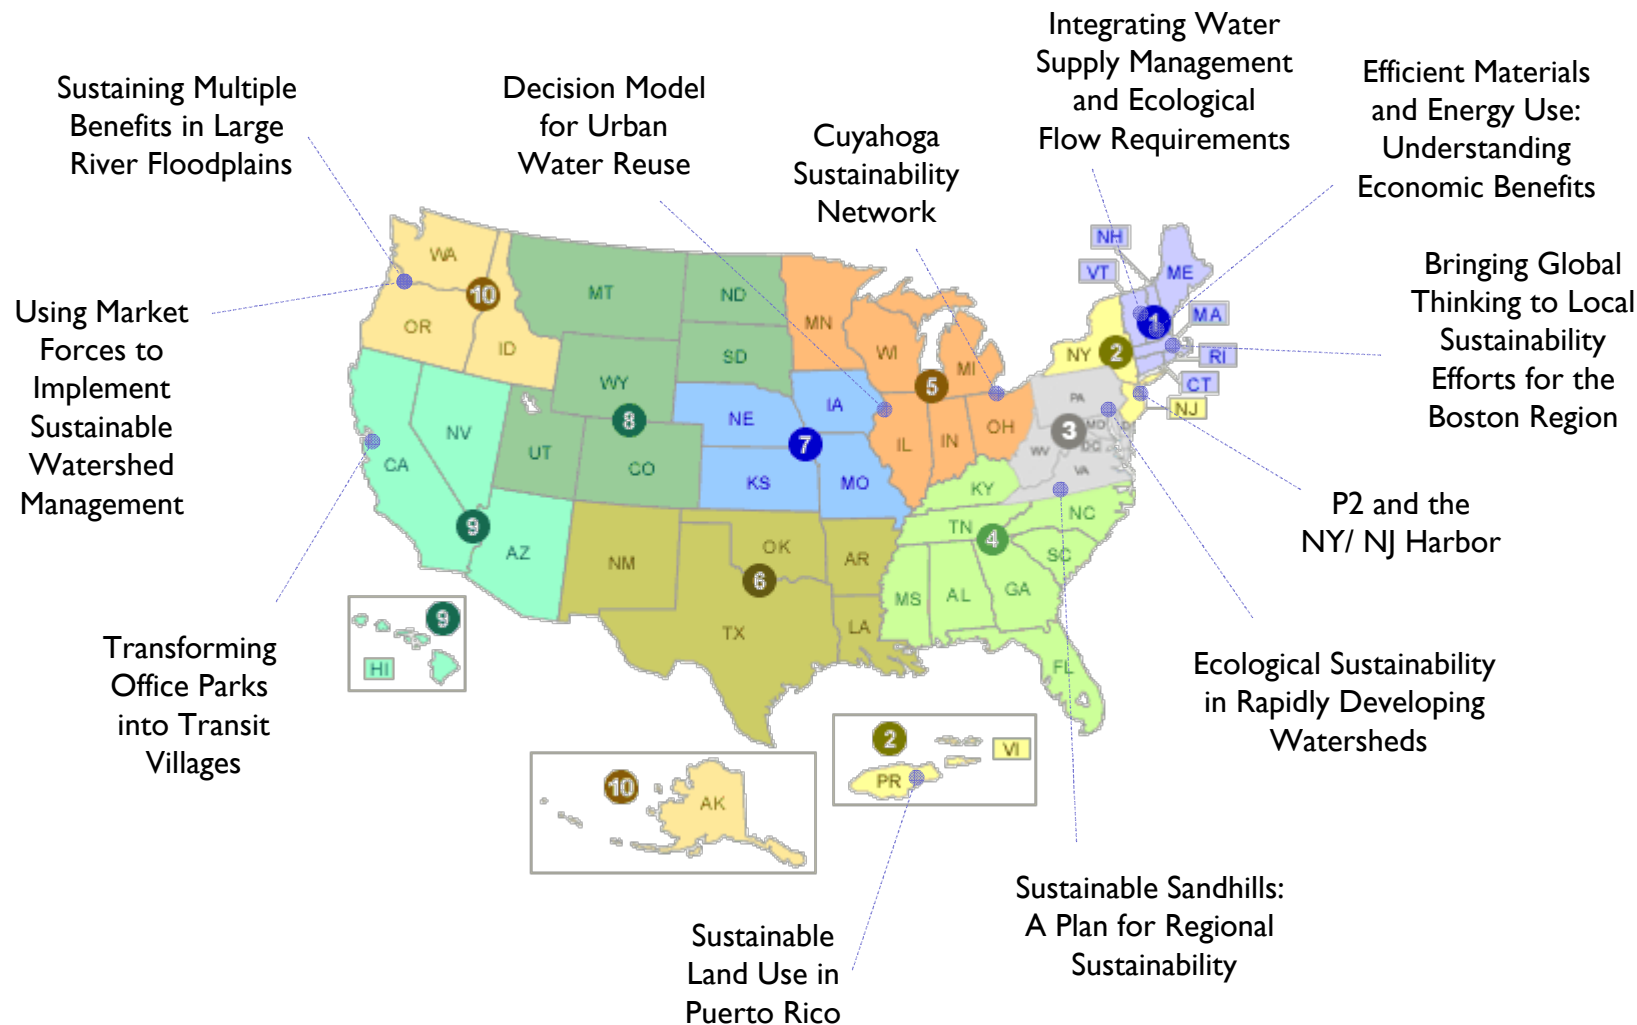 Integrating Water
Supply Management
and Ecological
Flow Requirements
Efficient Materials
and Energy Use:
Understanding
Economic Benefits
Sustaining Multiple
Benefits in Large
River Floodplains
Decision Model
for Urban
Water Reuse
Cuyahoga
Sustainability
Network
Bringing Global
Thinking to Local
Sustainability
Efforts for the
Boston Region
Using Market
Forces to
Implement
Sustainable
Watershed
Management
P2 and the
NY/ NJ Harbor
Transforming
Office Parks
into Transit
Villages
Ecological Sustainability
in Rapidly Developing
Watersheds
Sustainable Sandhills:
A Plan for Regional
Sustainability
Sustainable
Land Use in
Puerto Rico
WA
OR
ID
10
MT
ND
SD
WY
UT
CO
8
CA
NV
AZ
9
NE
IA
KS
MO
7
MN
WI
MI
IL
IN
OH
5
NM
OK
TX
AR
LA
6
KY
TN
NC
SC
MS
AL
GA
FL
4
PA
MD
DC
WV
VA
3
NY
2
NJ
NH
VT
ME
1
MA
RI
CT
9
HI
10
AK
2
PR
VI